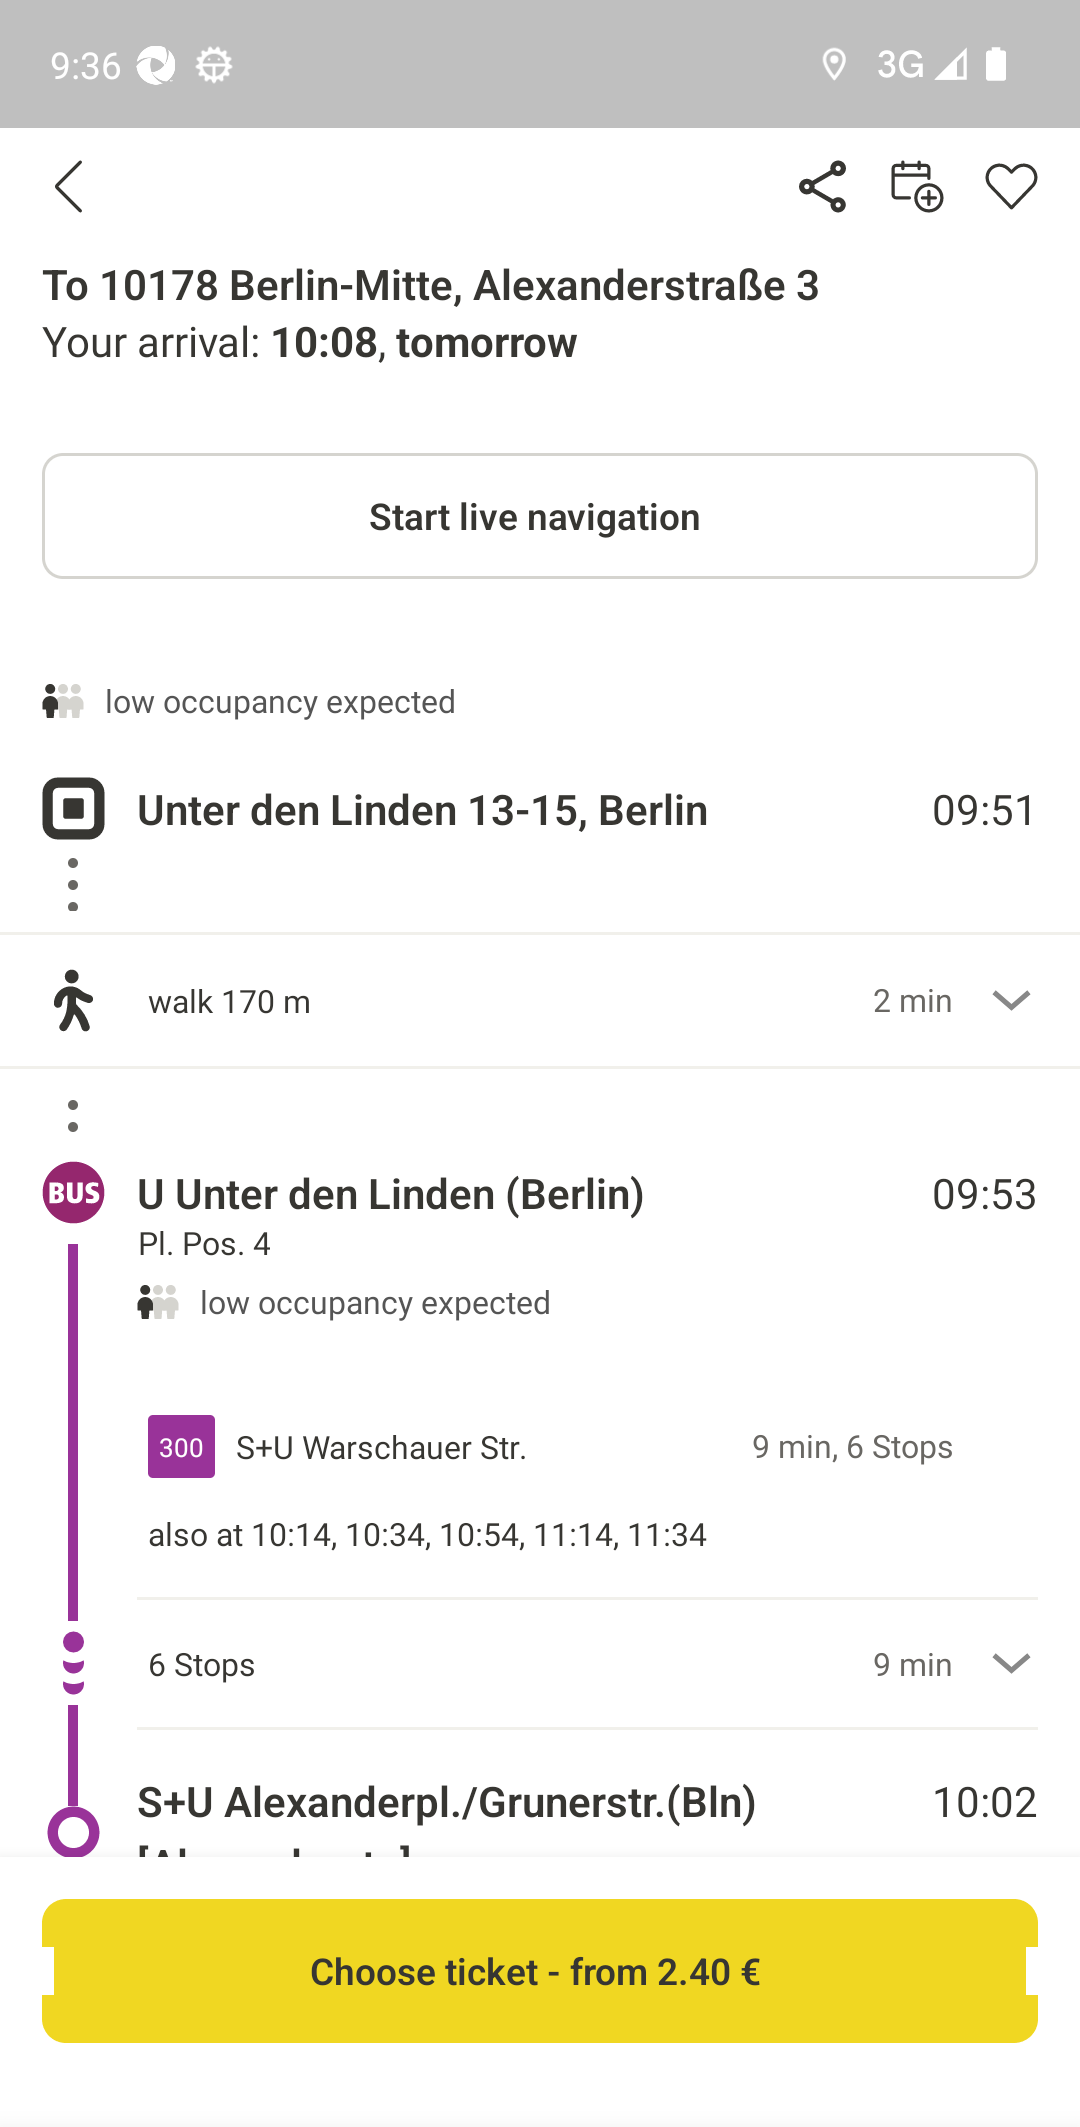 9:36
3G
To 10178 Berlin-Mitte, Alexanderstraße 3
Your arrival: 10:08, tomorrow
Start live navigation
low occupancy expected
Unter den Linden 13-15, Berlin 09:51
walk 170 m 2 min
BUS U Unter den Linden (Berlin) 09:53
Pl. Pos. 4
low occupancy expected
300 S+U Warschauer Str. 9 min, 6 Stops
also at 10:14, 10:34, 10:54, 11:14, 11:34
6 Stops 9 min
S+U Alexanderpl./Grunerstr.(Bln) 10:02
Choose ticket - from 2.40 €